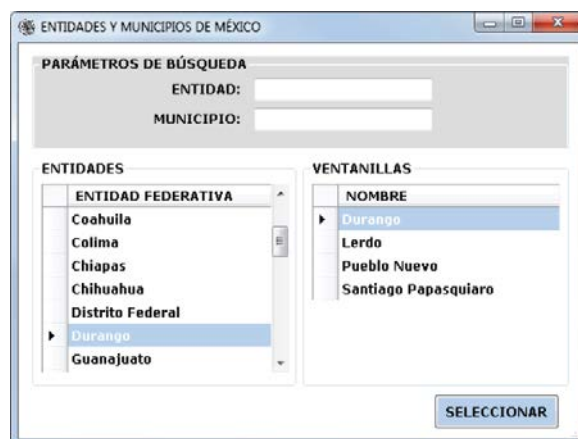 ENTIDADES Y MUNICIPIOS DE MÉXICO
PARÁMETROS DE BÚSQUEDA
ENTIDAD:
MUNICIPIO:
ENTIDADES
ENTIDAD FEDERATIVA
Coahuila
Colima
Chiapas
Chihuahua
Distrito Federal
Durango
Guanajuato
VENTANILLAS
NOMBRE
Durango
Lerdo
Pueblo Nuevo
Santiago Papasquiaro
SELECCIONAR